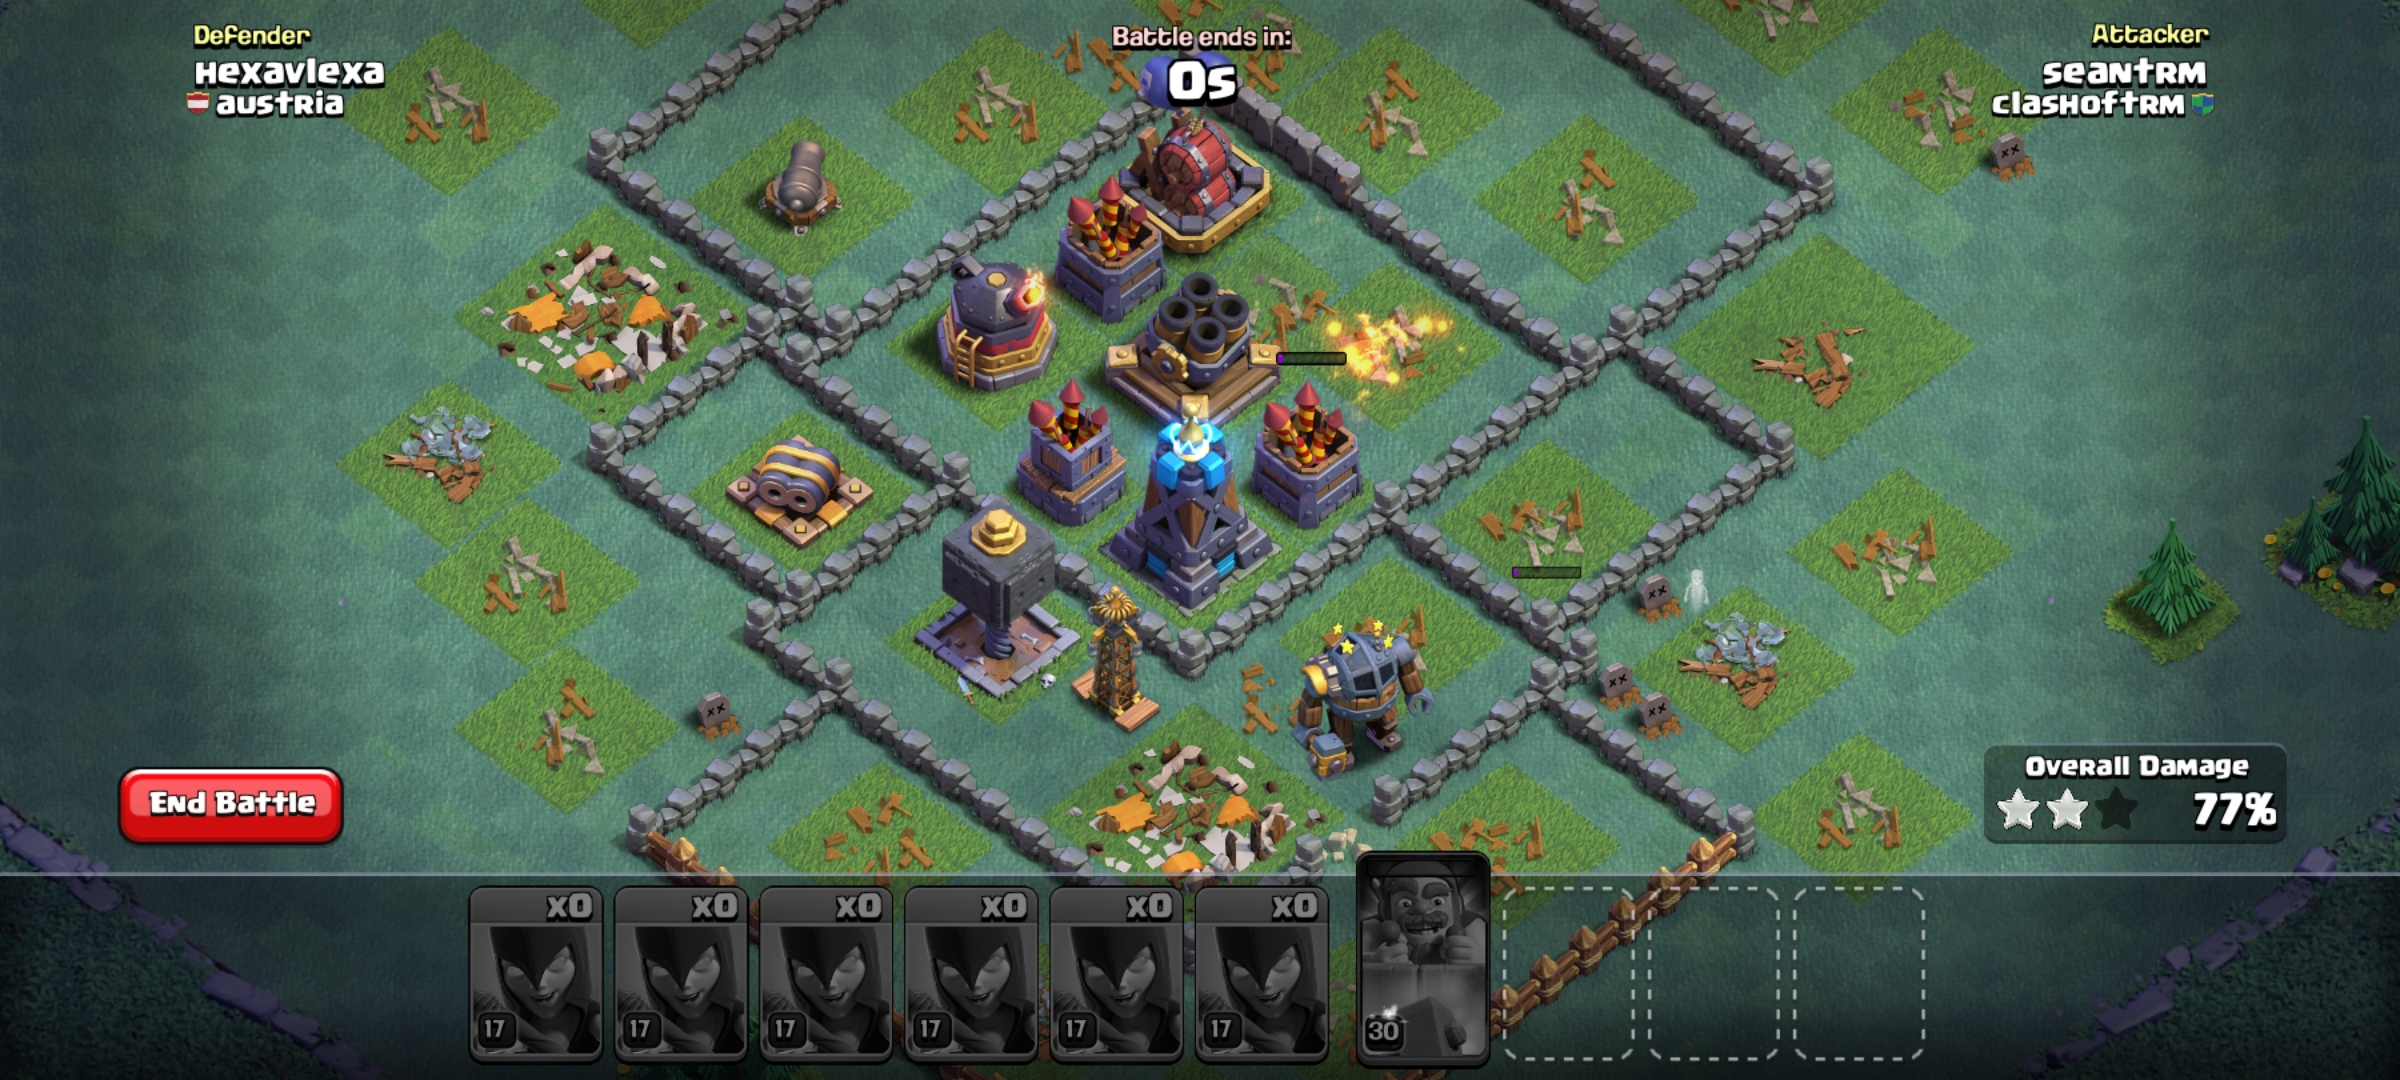 Defender
Hexavlexa
austria
Battle ends in:
0s
Attacker
seantRM
clashoftRM
End Battle
Overall Damage
77%
x0 x0 x0 x0 x0 x0
17 17 17 17 17 17 30